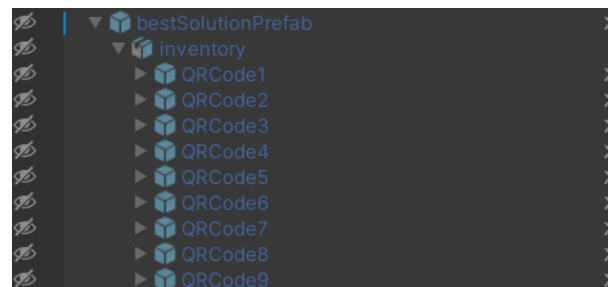 bestSolutionPrefab
inventory
QRCode1
QRCode2
QRCode3
QRCode4
QRCode5
QRCode6
QRCode7
QRCode8
QRCode9